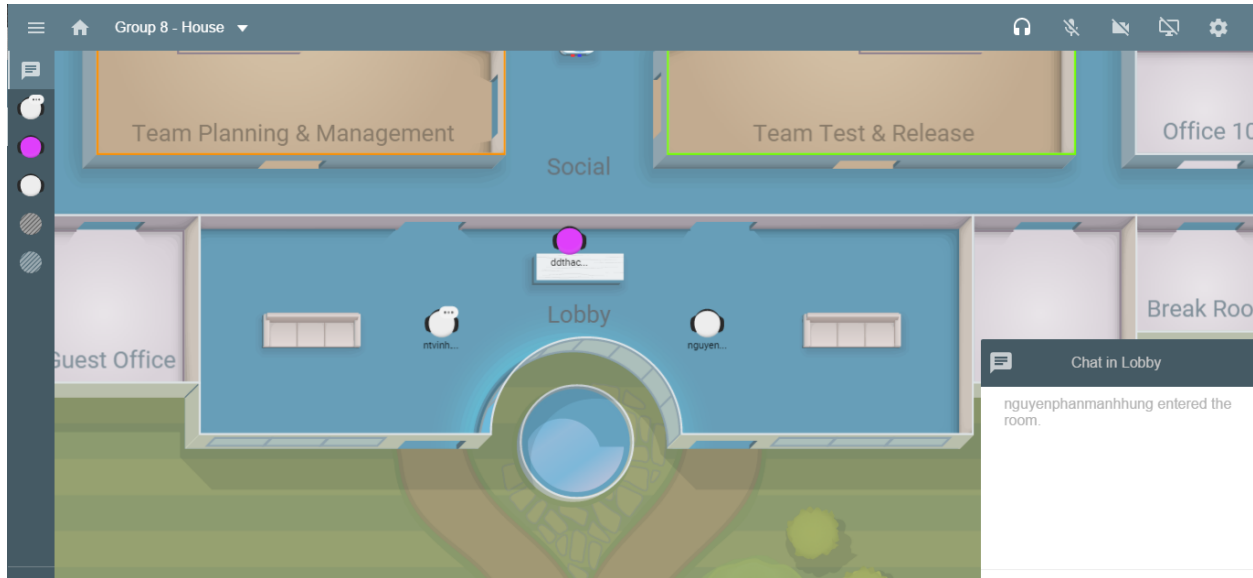 Group 8 - House
Team Planning & Management
Team Test & Release
Office 10
Social
ddthac...
Lobby
ntvinh....
nguyen...
Break Roo
Guest Office
Chat in Lobby
nguyenphanmanhhung entered the
room.